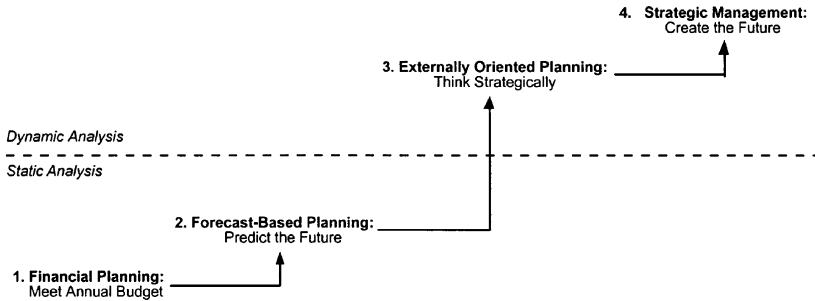 4. Strategic Management:
Create the Future
3. Externally Oriented Planning:
Think Strategically
Dynamic Analysis
Static Analysis
2. Forecast-Based Planning:
Predict the Future
1. Financial Planning:
Meet Annual Budget